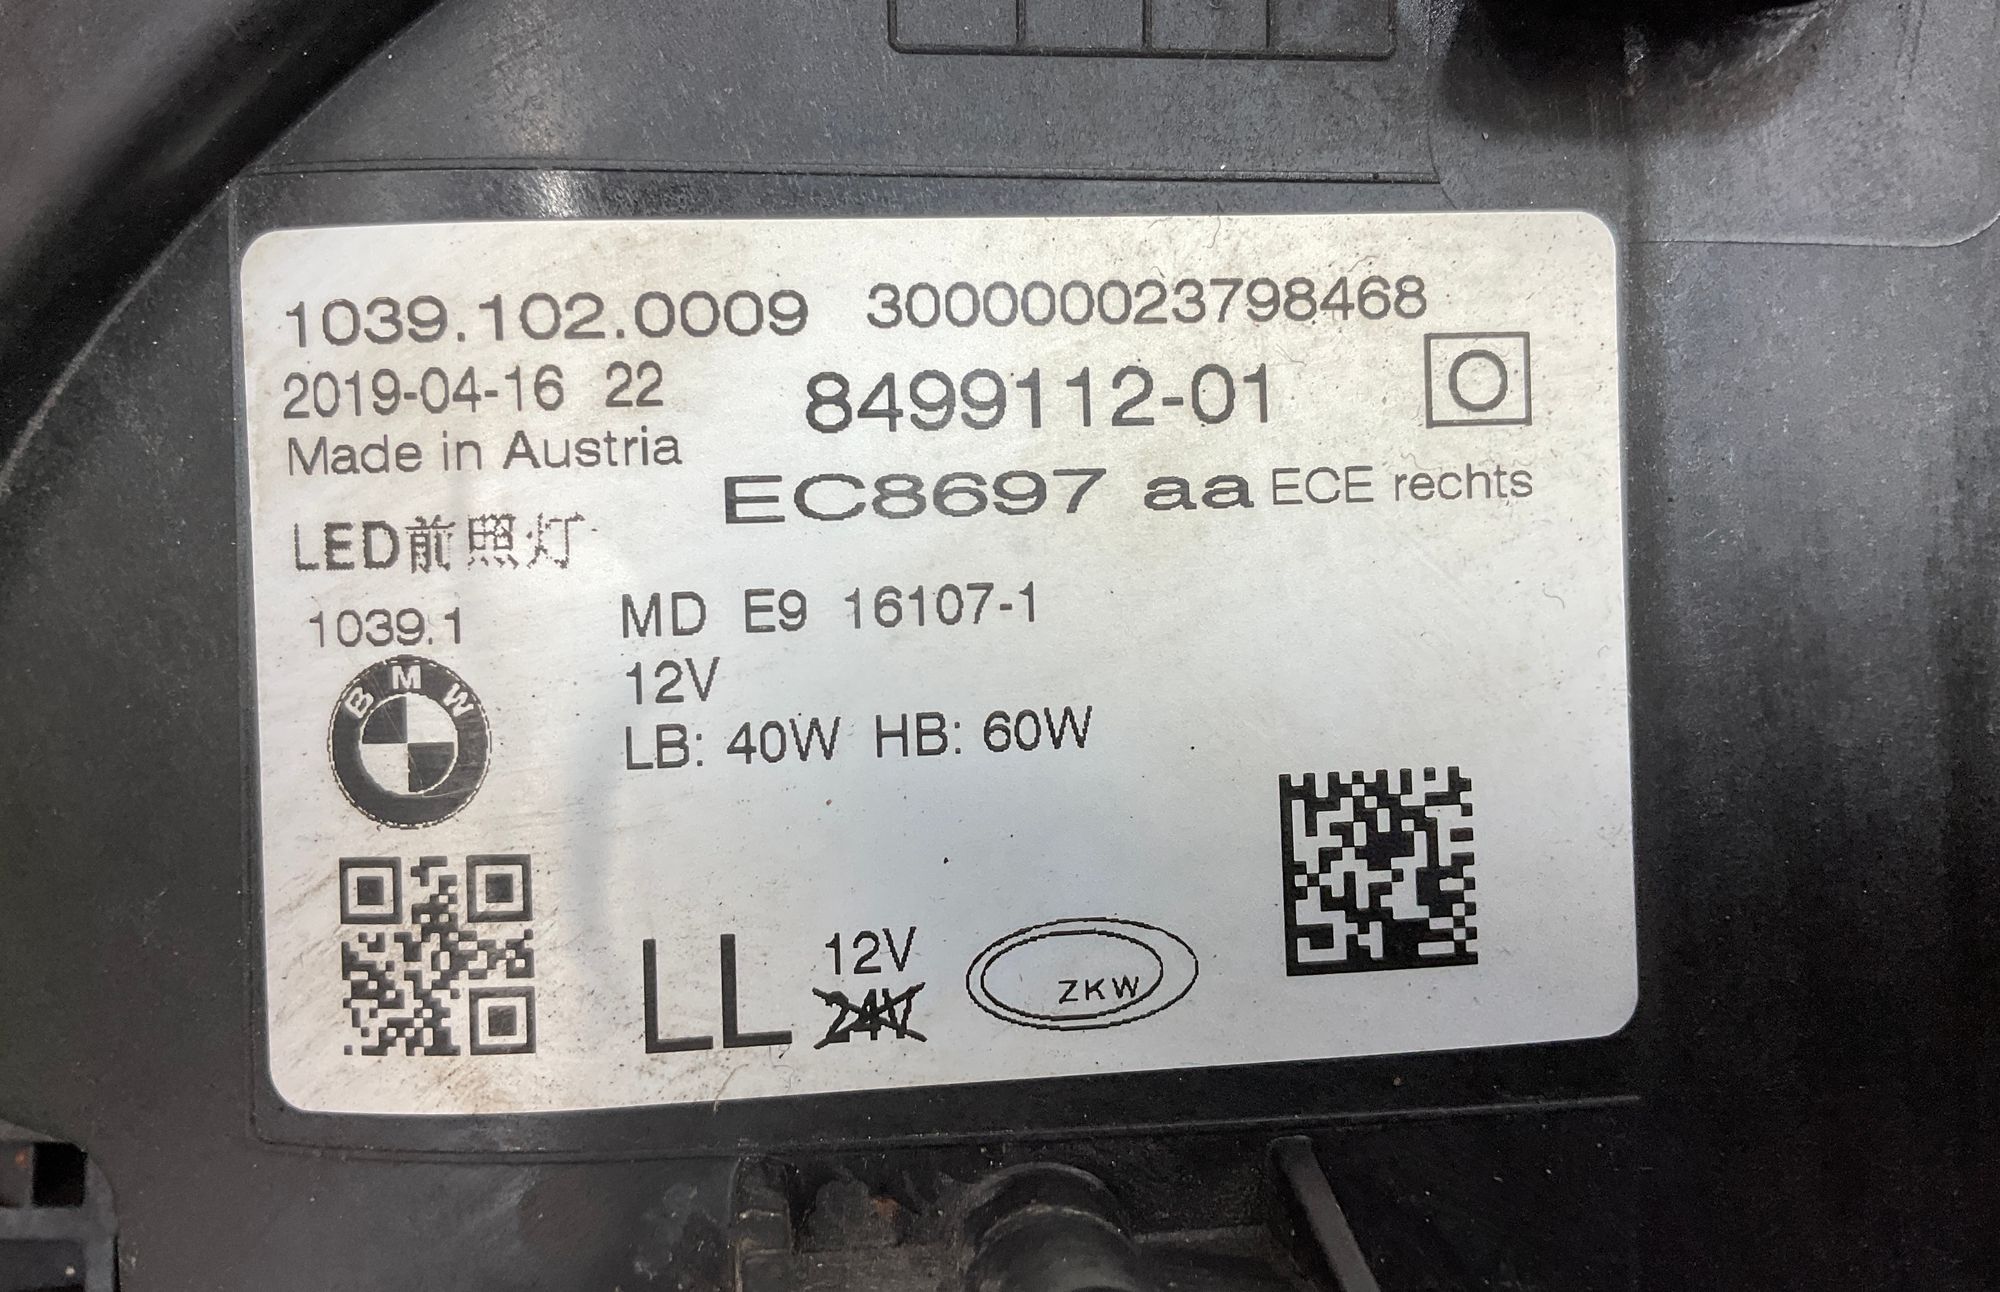 1039.102.0009 3000000023798468
2019-04-16 22
8499112-01
O
Made in Austria
EC8697 aa ECE rechts
LED前照灯
1039.1
MD E9 16107-1
12V
LB: 40W HB: 60W
BMW
LL
12V
24V
ZKW